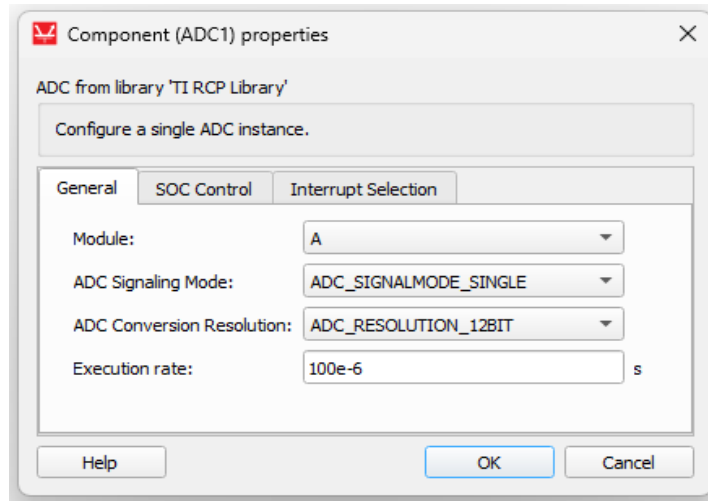 Component (ADC1) properties
ADC from library 'TI RCP Library'
Configure a single ADC instance.
General SOC Control Interrupt Selection
Module: A
ADC Signaling Mode: ADC_SIGNALMODE_SINGLE
ADC Conversion Resolution: ADC_RESOLUTION_12BIT
Execution rate: 100e-6 s
Help OK Cancel